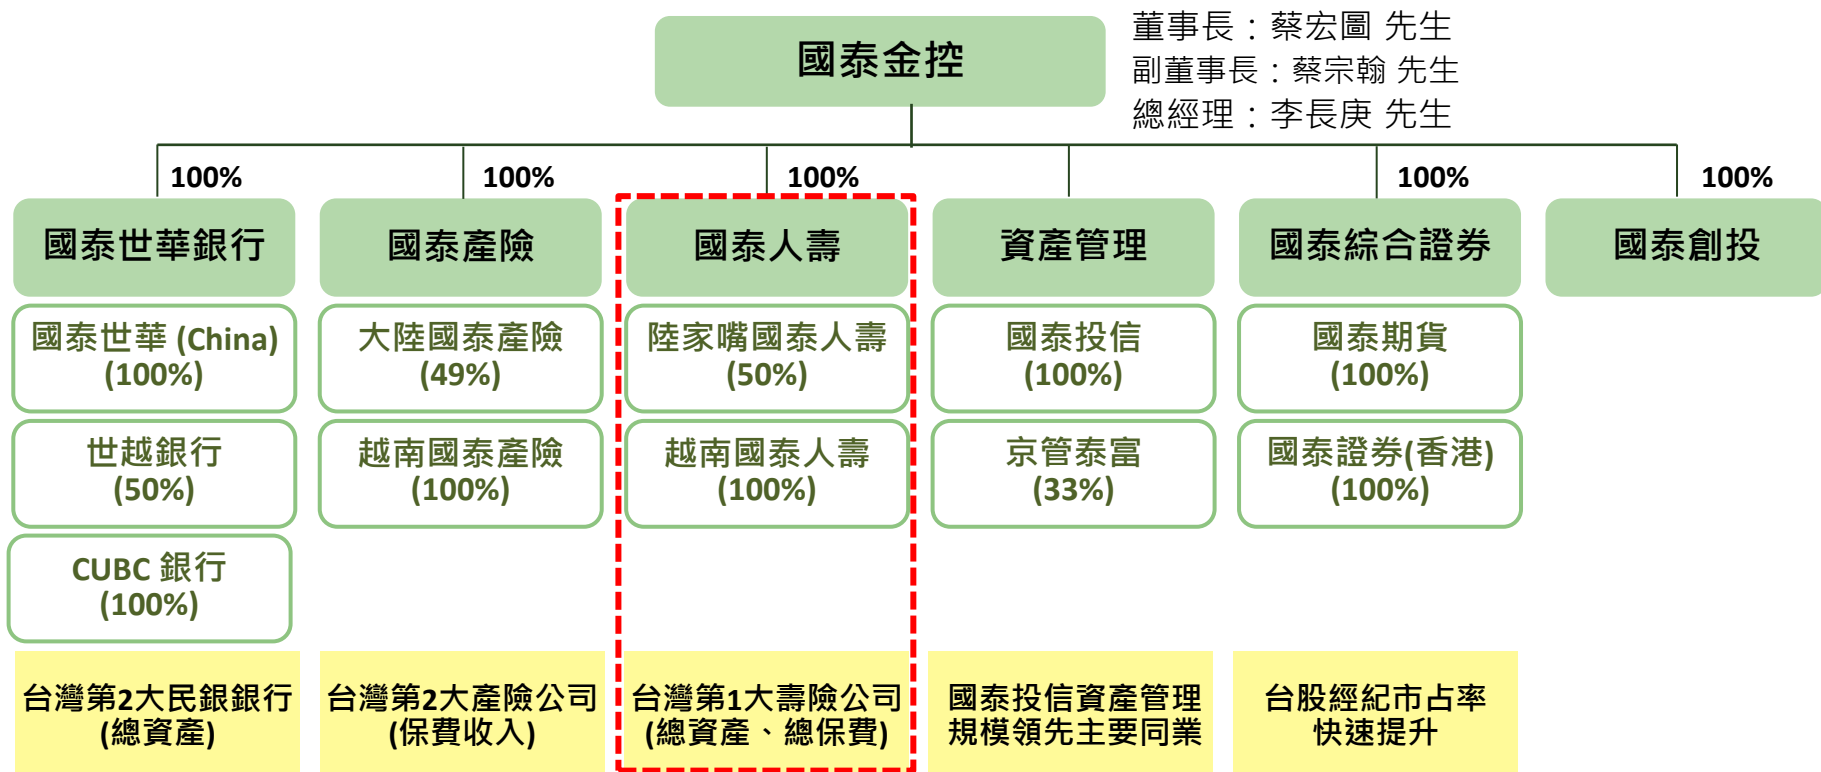 國泰金控
董事長：蔡宏圖 先生
副董事長：蔡宗翰 先生
總經理：李長庚 先生
100%
100%
100%
100%
100%
國泰世華銀行
國泰產險
國泰人壽
資產管理
國泰綜合證券
國泰創投
國泰世華 (China)
(100%)
大陸國泰產險
(49%)
陸家嘴國泰人壽
(50%)
國泰投信
(100%)
國泰期貨
(100%)
世越銀行
(50%)
越南國泰產險
(100%)
越南國泰人壽
(100%)
京管泰富
(33%)
國泰證券(香港)
(100%)
CUBC 銀行
(100%)
台灣第2大民銀銀行
(總資產)
台灣第2大產險公司
(保費收入)
台灣第1大壽險公司
(總資產、總保費)
國泰投信資產管理
規模領先主要同業
台股經紀市占率
快速提升